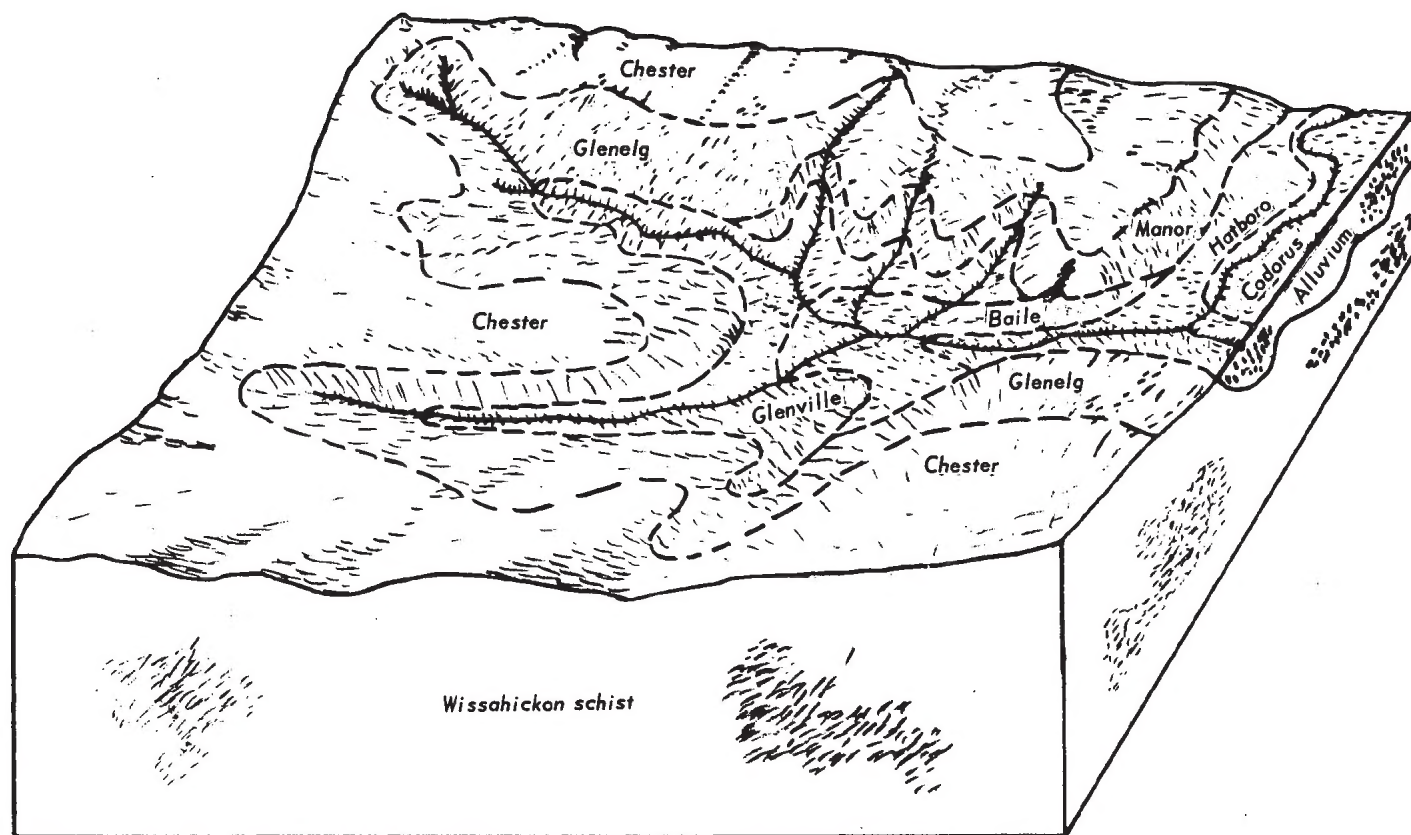 Chester
Glenelg
Manor
Hatboro
Codorus
Alluvium
Chester
Baile
Glenelg
Glenville
Chester
Wissahickon schist